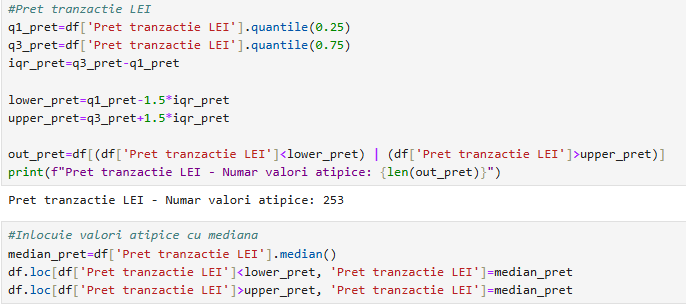 #Pret tranzactie LEI
q1_pret=df['Pret tranzactie LEI'].quantile(0.25)
q3_pret=df['Pret tranzactie LEI'].quantile(0.75)
iqr_pret=q3_pret-q1_pret
lower_pret=q1_pret-1.5*iqr_pret
upper_pret=q3_pret+1.5*iqr_pret
out_pret=df[(df['Pret tranzactie LEI']<lower_pret) | (df['Pret tranzactie LEI']>upper_pret)]
print(f"Pret tranzactie LEI - Numar valori atipice: {len(out_pret)}")
Pret tranzactie LEI - Numar valori atipice: 253
#Inlocuie valori atipice cu mediana
median_pret=df['Pret tranzactie LEI'].median()
df.loc[df['Pret tranzactie LEI']<lower_pret, 'Pret tranzactie LEI']=median_pret
df.loc[df['Pret tranzactie LEI']>upper_pret, 'Pret tranzactie LEI']=median_pret